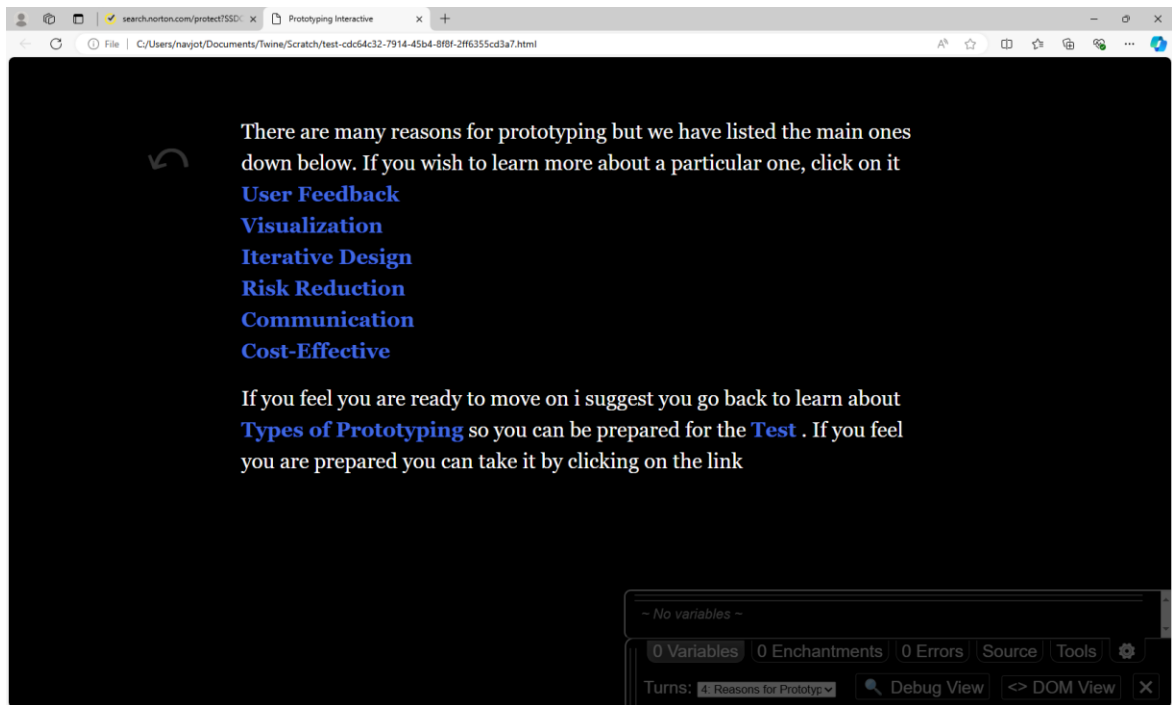 search.norton.com/protect?SSDC
Prototyping Interactive
File C:/Users/navjot/Documents/Twine/Scratch/test-cdc64c32-7914-45b4-8f8f-2ff6355cd3a7.html
There are many reasons for prototyping but we have listed the main ones
down below. If you wish to learn more about a particular one, click on it
User Feedback
Visualization
Iterative Design
Risk Reduction
Communication
Cost-Effective
If you feel you are ready to move on i suggest you go back to learn about
Types of Prototyping so you can be prepared for the Test . If you feel
you are prepared you can take it by clicking on the link
~ No variables ~
0 Variables 0 Enchantments 0 Errors Source Tools
Turns: 4: Reasons for Prototyp Debug View <> DOM View